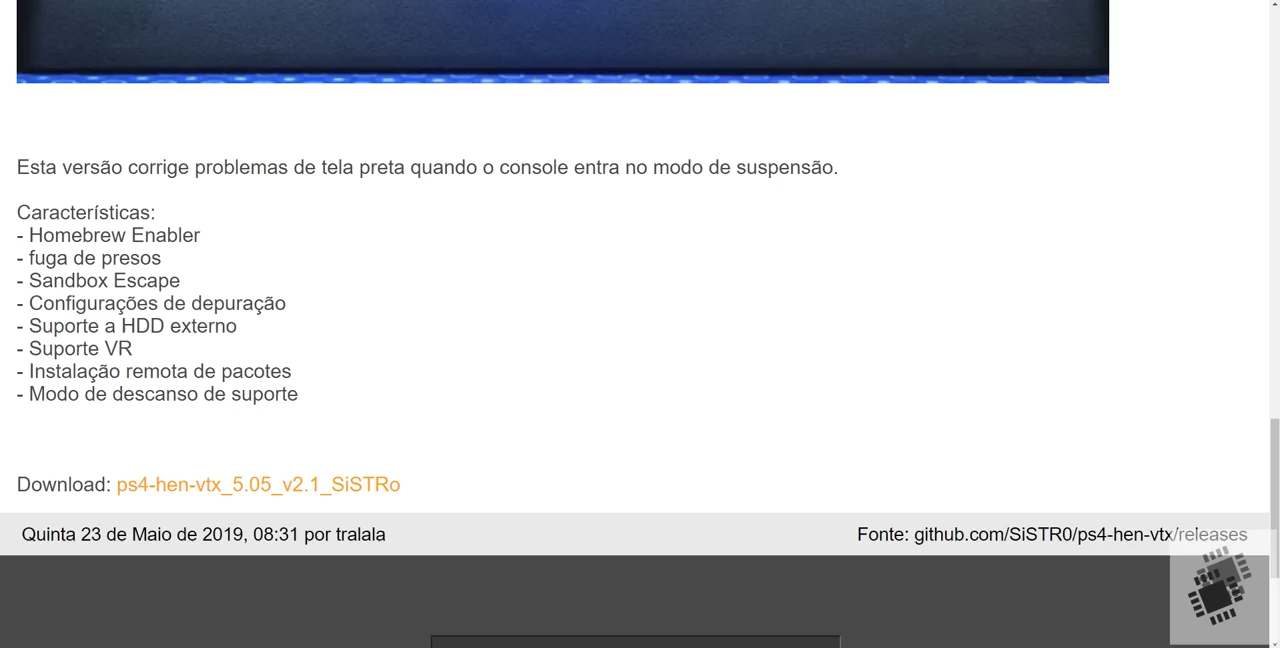 Esta versão corrige problemas de tela preta quando o console entra no modo de suspensão.
Características:
- Homebrew Enabler
- fuga de presos
- Sandbox Escape
- Configurações de depuração
- Suporte a HDD externo
- Suporte VR
- Instalação remota de pacotes
- Modo de descanso de suporte
Download: ps4-hen-vtx_5.05_v2.1_SiSTRo
Quinta 23 de Maio de 2019, 08:31 por tralala
Fonte: github.com/SiSTR0/ps4-hen-vtx/releases